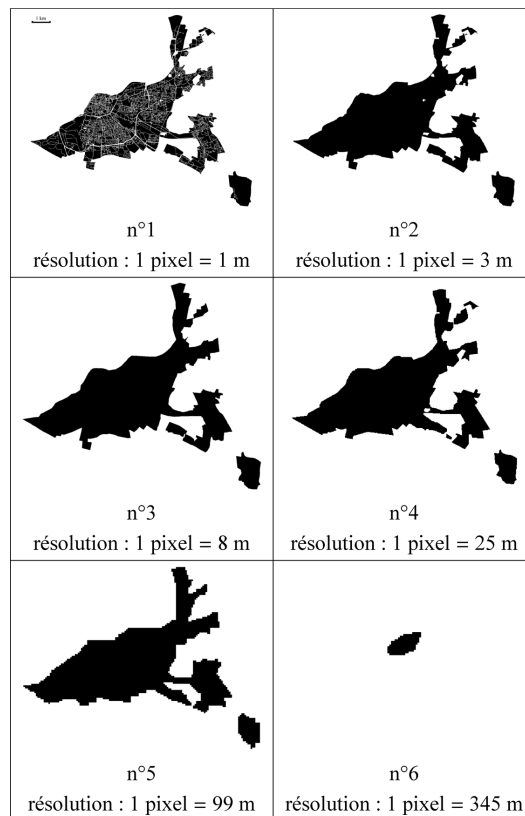 1 km
n°1
résolution : 1 pixel = 1 m
n°2
résolution : 1 pixel = 3 m
n°3
résolution : 1 pixel = 8 m
n°4
résolution : 1 pixel = 25 m
n°5
résolution : 1 pixel = 99 m
n°6
résolution : 1 pixel = 345 m